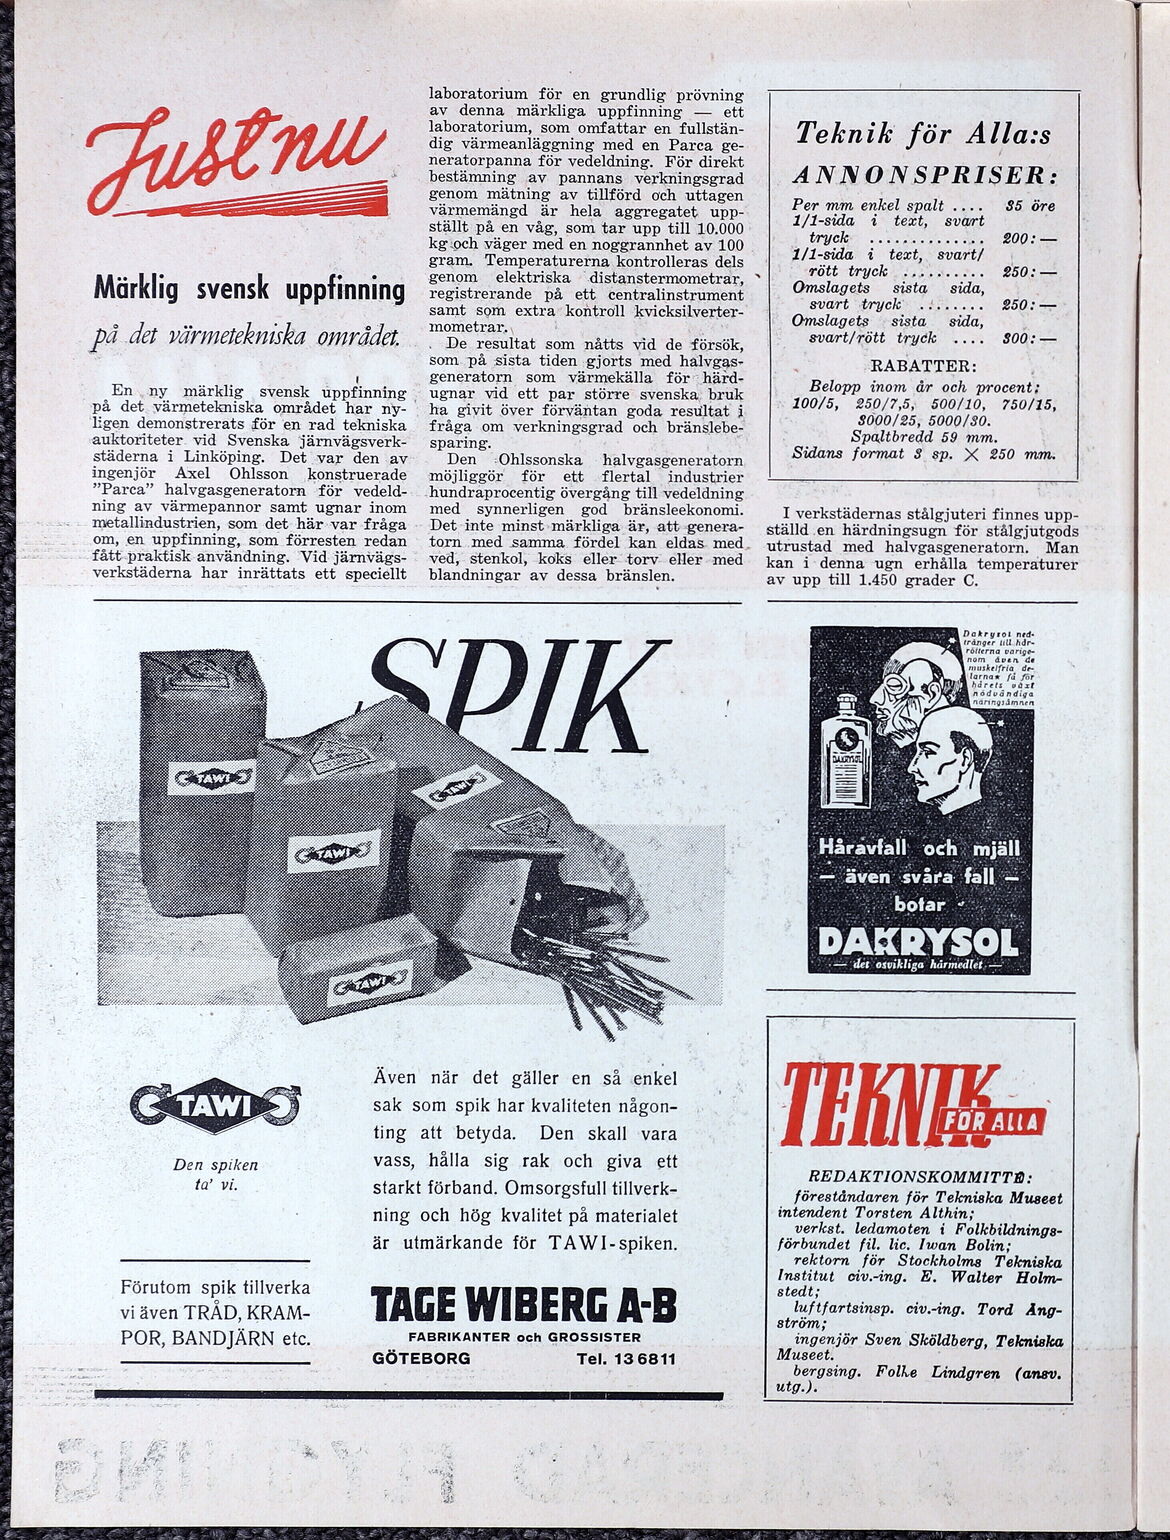 Just nu
Märklig svensk uppfinning
på det värmetekniska området.
En ny märklig svensk uppfinning
på det värmetekniska området har ny-
ligen demonstrerats för en rad tekniska
auktoriteter vid Svenska järnvägsverk-
städerna i Linköping. Det var den av
ingenjör Axel Ohlsson konstruerade
”Parca” halvgasgeneratorn för vedeld-
ning av värmepannor samt ugnar inom
metallindustrien, som det här var fråga
om, en uppfinning, som förresten redan
fått praktisk användning. Vid järnvägs-
verkstäderna har inrättats ett speciellt
laboratorium för en grundlig prövning
av denna märkliga uppfinning — ett
laboratorium, som omfattar en fullstän-
dig värmeanläggning med en Parca ge-
neratorpanna för vedeldning. För direkt
bestämning av pannans verkningsgrad
genom mätning av tillförd och uttagen
värmemängd är hela aggregatet upp-
ställt på en våg, som tar upp till 10.000
kg och väger med en noggrannhet av 100
gram. Temperaturerna kontrolleras dels
genom elektriska distanstermometrar,
registrerande på ett centralinstrument
samt som extra kontroll kvicksilverter-
mometrar.
De resultat som nåtts vid de försök,
som på sista tiden gjorts med halvgas-
generatorn som värmekälla för härd-
ugnar vid ett par större svenska bruk
ha givit över förväntan goda resultat i
fråga om verkningsgrad och bränslebe-
sparing.
Den Ohlssonska halvgasgeneratorn
möjliggör för ett flertal industrier
hundraprocentig övergång till vedeldning
med synnerligen god bränsleekonomi.
Det inte minst märkliga är, att genera-
torn med samma fördel kan eldas med
ved, stenkol, koks eller torv eller med
blandningar av dessa bränslen.
Teknik för Alla:s
ANNONSPRISER:
Per mm enkel spalt .... 35 öre
1/1-sida i text, svart
tryck .............. 200: —
1/1-sida i text, svart/
rött tryck .......... 250: —
Omslagets sista sida,
svart tryck ........ 250: —
Omslagets sista sida,
svart/rött tryck .... 300: —
RABATTER:
Belopp inom år och procent;
100/5, 250/7,5, 500/10, 750/15,
3000/25, 5000/30.
Spaltbredd 59 mm.
Sidans format 3 sp. × 250 mm.
I verkstädernas stålgjuteri finnes upp-
ställd en härdningsugn för stålgjutgods
utrustad med halvgasgeneratorn. Man
kan i denna ugn erhålla temperaturer
av upp till 1.450 grader C.
SPIK
TAWI
TAWI
TAWI
TAWI
TAWI
Den spiken
ta' vi.
Förutom spik tillverka
vi även TRÅD, KRAM-
POR, BANDJÄRN etc.
Även när det gäller en så enkel
sak som spik har kvaliteten någon-
ting att betyda. Den skall vara
vass, hålla sig rak och giva ett
starkt förband. Omsorgsfull tillverk-
ning och hög kvalitet på materialet
är utmärkande för TAWI-spiken.
TAGE WIBERG A-B
FABRIKANTER och GROSSISTER
GÖTEBORG Tel. 13 68 11
Dakrysol ned-
tränger till hår-
rötterna varige-
nom även de
muskelfria de-
larna få för
hårets växt
nödvändiga
näringsämnen
DAKRYSOL
Håravfall och mjäll
— även svåra fall —
botar
DAKRYSOL
— det osvikliga hårmedlet —
TEKNIK
FÖR ALLA
REDAKTIONSKOMMITTÉ:
föreståndaren för Tekniska Museet
intendent Torsten Althin;
verkst. ledamoten i Folkbildnings-
förbundet fil. lic. Iwan Bolin;
rektorn för Stockholms Tekniska
Institut civ.-ing. E. Walter Holm-
stedt;
luftfartsinsp. civ.-ing. Tord Ång-
ström;
ingenjör Sven Sköldberg, Tekniska
Museet.
bergsing. Folke Lindgren (ansv.
utg.).